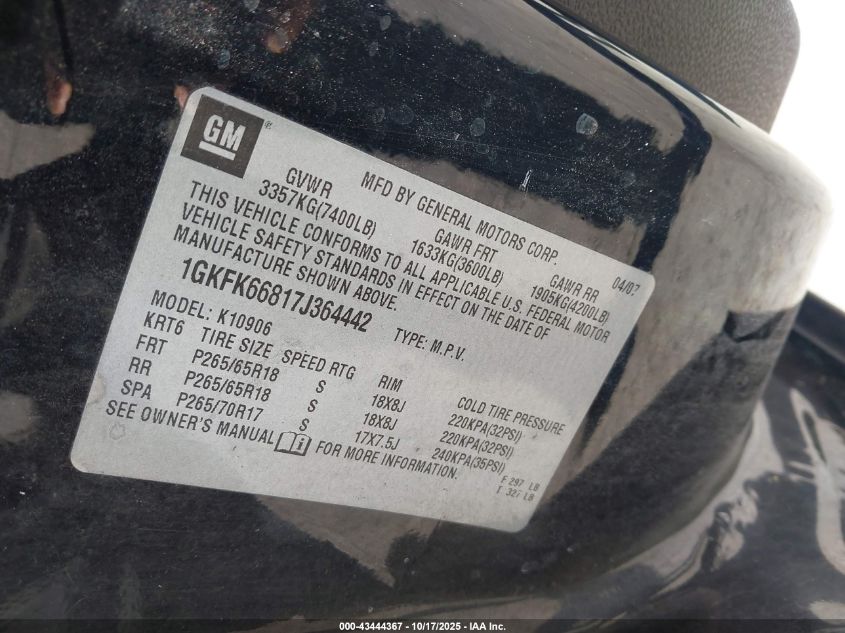 GM
MFD BY GENERAL MOTORS CORP. 04/07
GVWR GAWR FRT GAWR RR
3357KG(7400LB) 1633KG(3600LB) 1905KG(4200LB)
THIS VEHICLE CONFORMS TO ALL APPLICABLE U.S. FEDERAL MOTOR
VEHICLE SAFETY STANDARDS IN EFFECT ON THE DATE OF
MANUFACTURE SHOWN ABOVE.
1GKFK66817J364442 TYPE: M.P.V.
MODEL: K10906
KRT6 TIRE SIZE SPEED RTG RIM COLD TIRE PRESSURE
FRT P265/65R18 S 18X8J 220KPA(32PSI)
RR P265/65R18 S 18X8J 220KPA(32PSI)
SPA P265/70R17 S 17X7.5J 240KPA(35PSI)
SEE OWNER'S MANUAL i FOR MORE INFORMATION.
F 297 LB
T 327 LB
000-43444367 - 10/17/2025 - IAA Inc.